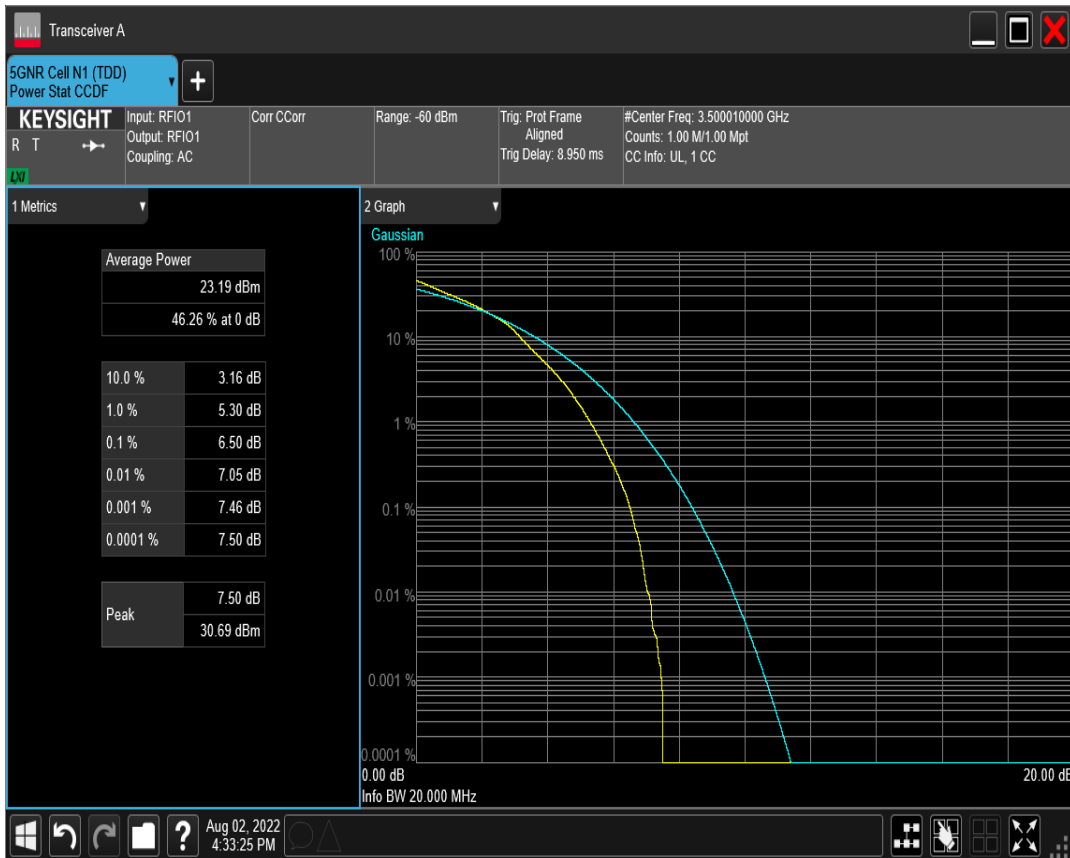 Transceiver A
5GNR Cell N1 (TDD)
Power Stat CCDF
+
KEYSIGHT
R T
LXI
Input: RFIO1
Output: RFIO1
Coupling: AC
Corr CCorr
Range: -60 dBm
Trig: Prot Frame
Aligned
Trig Delay: 8.950 ms
#Center Freq: 3.500010000 GHz
Counts: 1.00 M/1.00 Mpt
CC Info: UL, 1 CC
1 Metrics
Average Power
23.19 dBm
46.26 % at 0 dB
10.0 % 3.16 dB
1.0 % 5.30 dB
0.1 % 6.50 dB
0.01 % 7.05 dB
0.001 % 7.46 dB
0.0001 % 7.50 dB
Peak
7.50 dB
30.69 dBm
2 Graph
Gaussian
100 %
10 %
1 %
0.1 %
0.01 %
0.001 %
0.0001 %
0.00 dB 20.00 dB
Info BW 20.000 MHz
?
Aug 02, 2022
4:33:25 PM